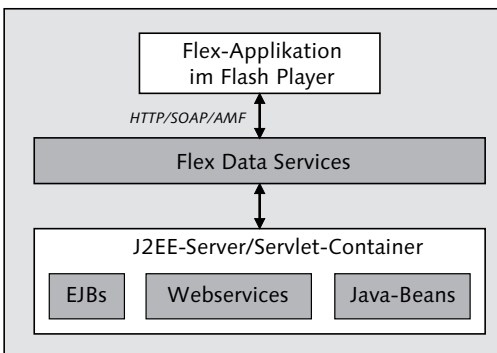 Flex-Applikation
im Flash Player
HTTP/SOAP/AMF
Flex Data Services
J2EE-Server/Servlet-Container
EJBs
Webservices
Java-Beans